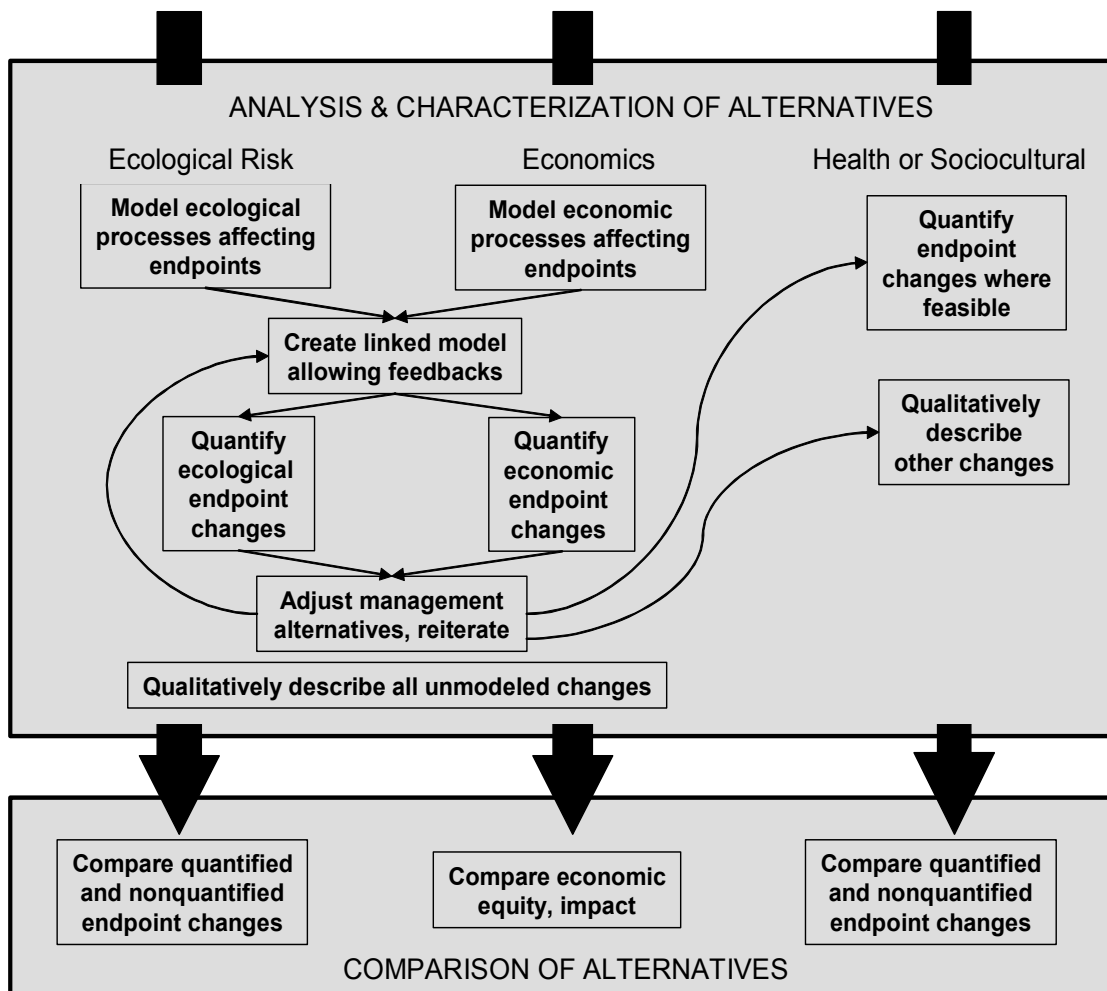 ANALYSIS & CHARACTERIZATION OF ALTERNATIVES
Ecological Risk
Economics
Health or Sociocultural
Model ecological
processes affecting
endpoints
Model economic
processes affecting
endpoints
Quantify
endpoint
changes where
feasible
Create linked model
allowing feedbacks
Qualitatively
describe
other changes
Quantify
ecological
endpoint
changes
Quantify
economic
endpoint
changes
Adjust management
alternatives, reiterate
Qualitatively describe all unmodeled changes
Compare quantified
and nonquantified
endpoint changes
Compare economic
equity, impact
Compare quantified
and nonquantified
endpoint changes
COMPARISON OF ALTERNATIVES